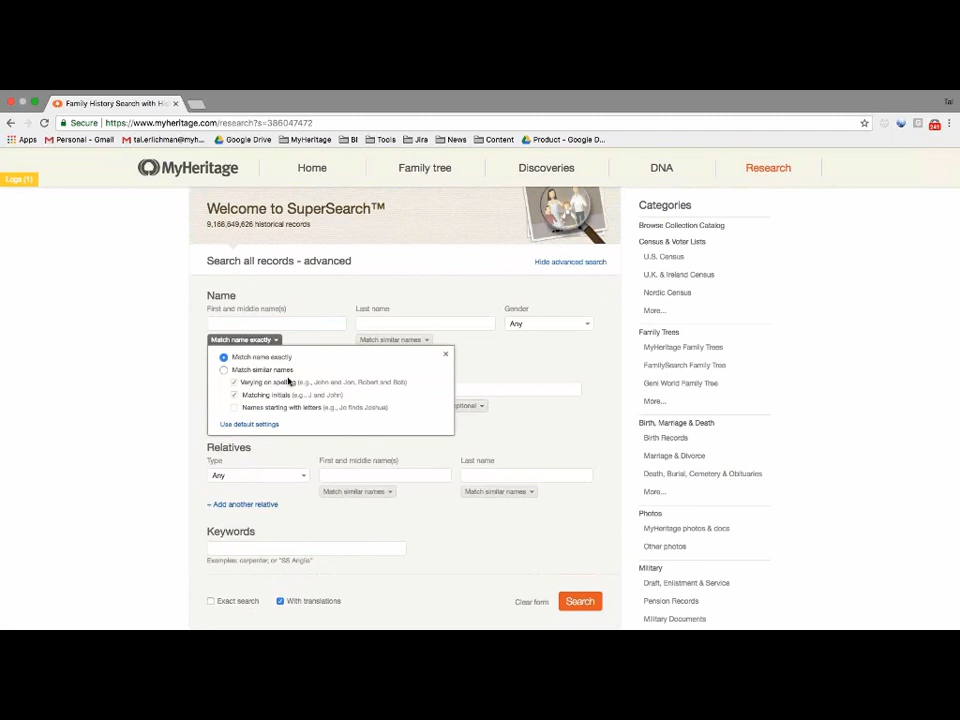 Family History Search with His
Tal
Secure
https://www.myheritage.com/research?s=386047472
241
Apps
Personal - Gmail
tal.erlichman@myh...
Google Drive
MyHeritage
BI
Tools
Jira
News
Content
Product - Google D...
Logs (1)
MyHeritage
Home
Family tree
Discoveries
DNA
Research
Welcome to SuperSearch™
9,166,649,626 historical records
Search all records - advanced
Hide advanced search
Name
First and middle name(s)
Last name
Gender
Any
Match name exactly
Match similar names
Match name exactly
Match similar names
Varying on spelling (e.g., John and Jon, Robert and Bob)
Matching initials (e.g., J and John)
Names starting with letters (e.g., Jo finds Joshua)
Use default settings
optional
Relatives
Type
First and middle name(s)
Last name
Any
Match similar names
Match similar names
+ Add another relative
Keywords
Examples: carpenter, or "SS Anglia"
Exact search
With translations
Clear form
Search
Categories
Browse Collection Catalog
Census & Voter Lists
U.S. Census
U.K. & Ireland Census
Nordic Census
More...
Family Trees
MyHeritage Family Trees
FamilySearch Family Tree
Geni World Family Tree
More...
Birth, Marriage & Death
Birth Records
Marriage & Divorce
Death, Burial, Cemetery & Obituaries
More...
Photos
MyHeritage photos & docs
Other photos
Military
Draft, Enlistment & Service
Pension Records
Military Documents